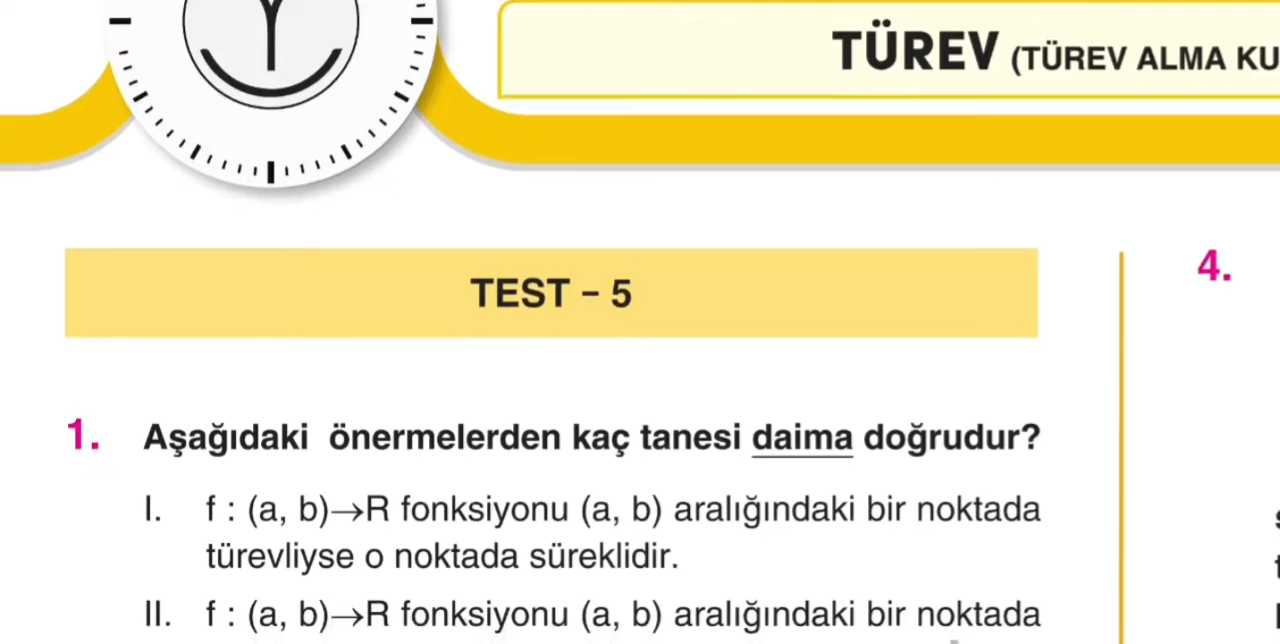 TÜREV (TÜREV ALMA
TEST – 5
4.
1. Aşağıdaki önermelerden kaç tanesi daima doğrudur?
I. f : (a, b)→R fonksiyonu (a, b) aralığındaki bir noktada
türevliyse o noktada süreklidir.
II. f : (a, b)→R fonksiyonu (a, b) aralığındaki bir noktada